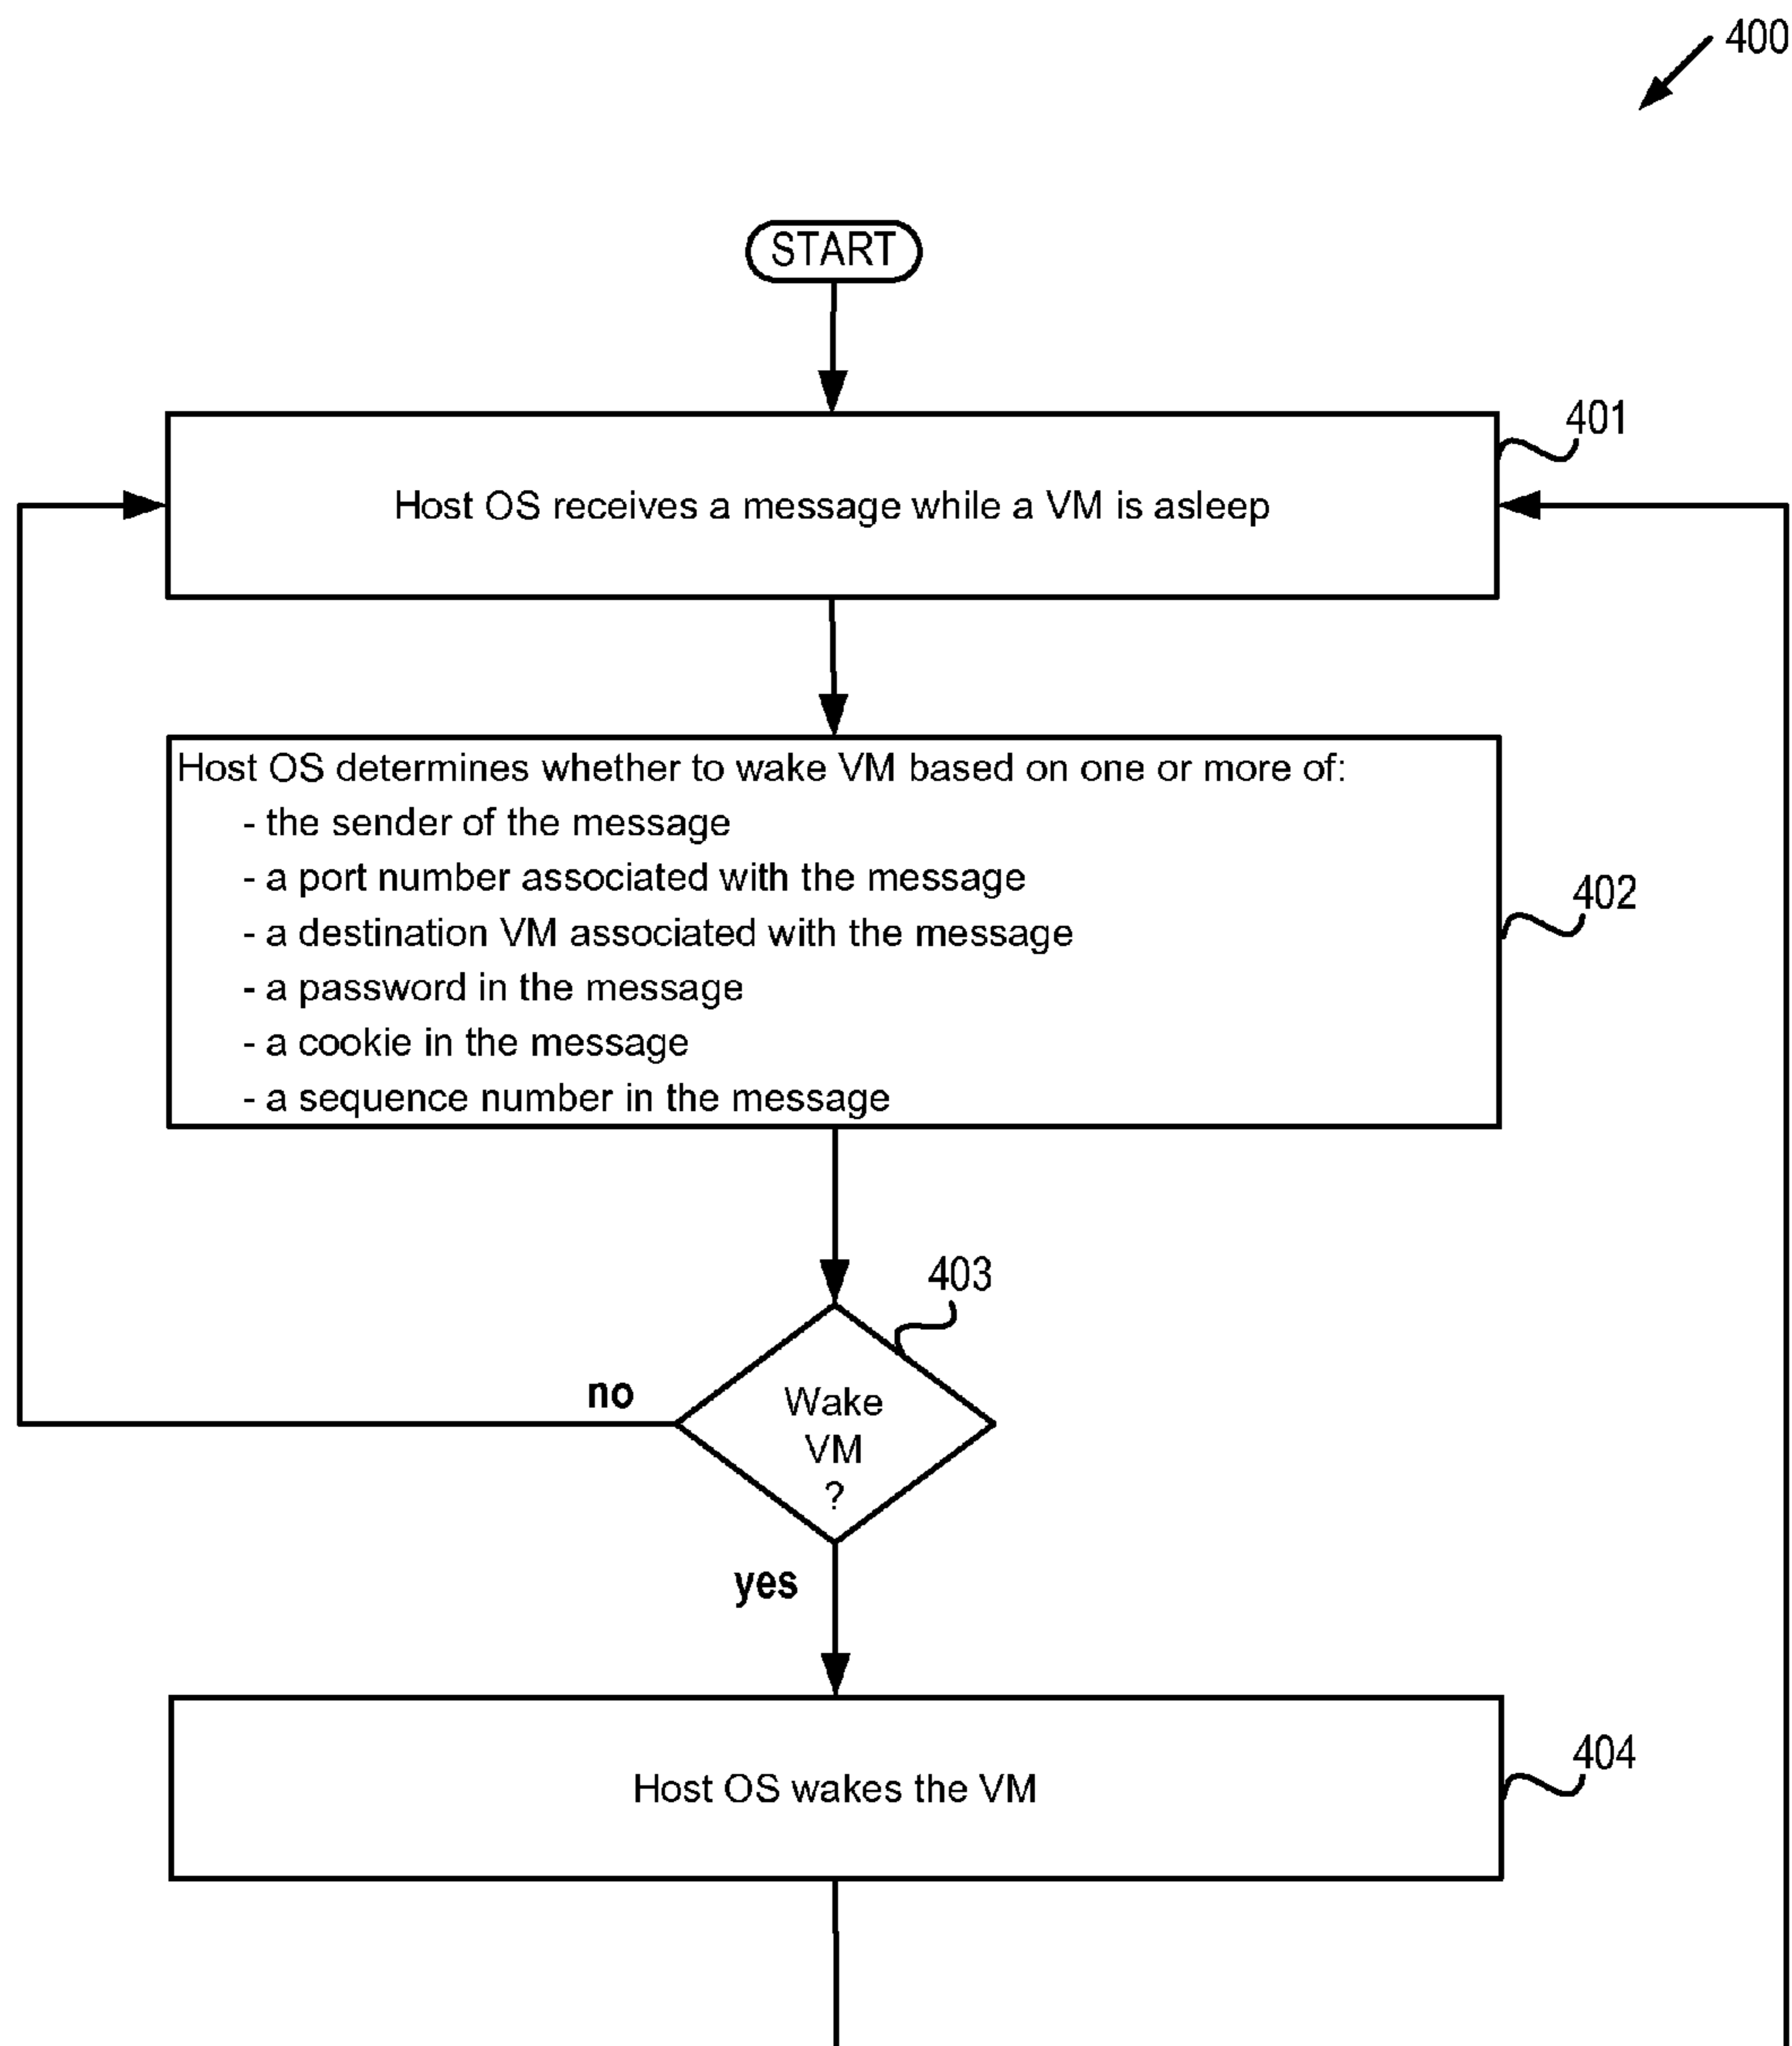 400
START
401
Host OS receives a message while a VM is asleep
Host OS determines whether to wake VM based on one or more of:
- the sender of the message
- a port number associated with the message
402
- a destination VM associated with the message
- a password in the message
- a cookie in the message
- a sequence number in the message
403
no
Wake
VM
?
yes
404
Host OS wakes the VM